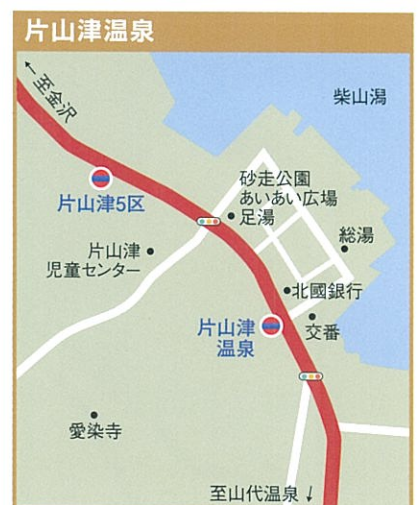 片山津温泉
←至金沢
柴山潟
砂走公園
あいあい広場
足湯
片山津5区
総湯
片山津
児童センター
北國銀行
片山津
温泉
交番
愛染寺
至山代温泉↓